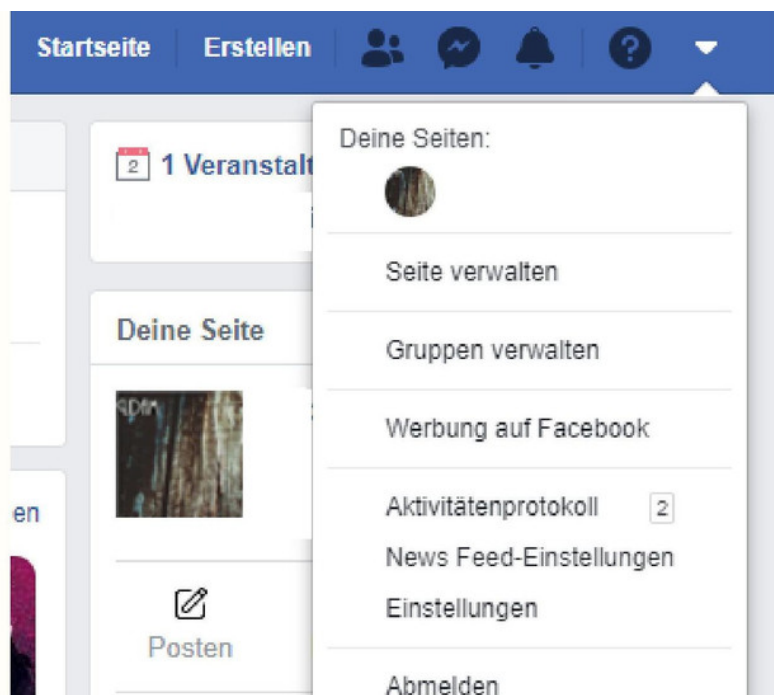 Startseite Erstellen
Deine Seiten:
2 1 Veranstalt
Seite verwalten
Deine Seite
Gruppen verwalten
Werbung auf Facebook
Aktivitätenprotokoll 2
en
News Feed-Einstellungen
Einstellungen
Posten
Abmelden